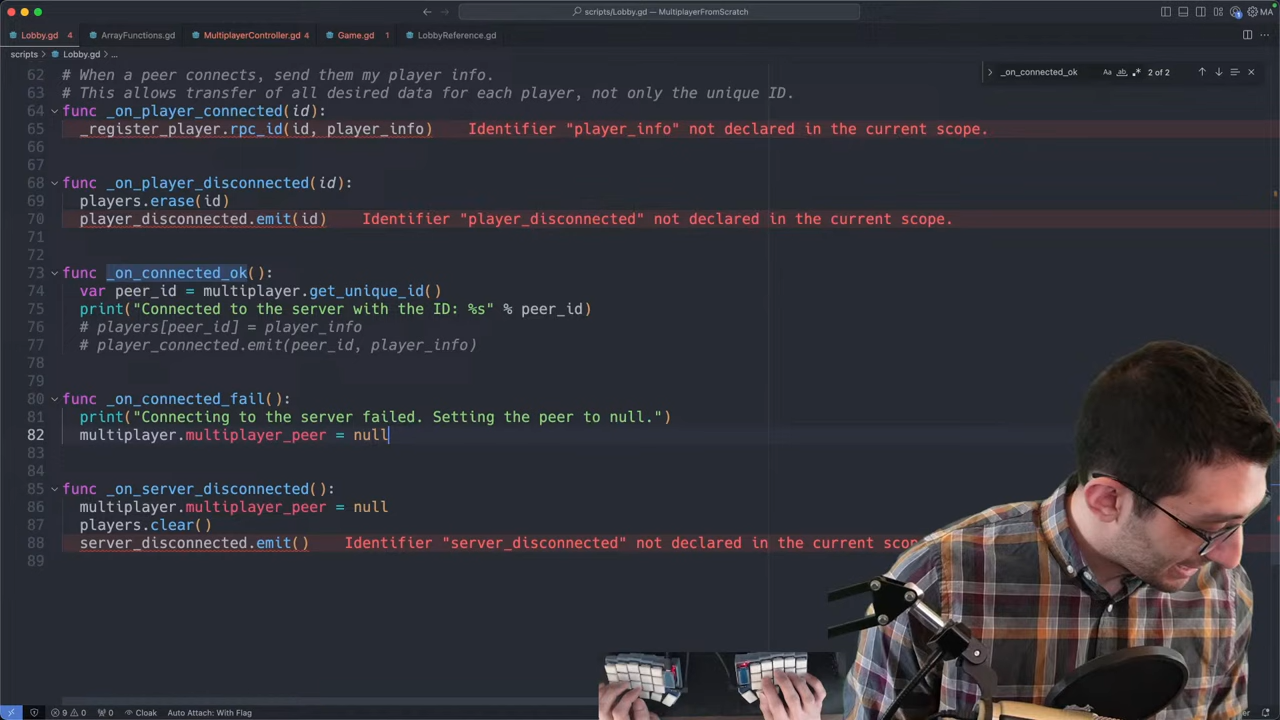 scripts/Lobby.gd — MultiplayerFromScratch
MA
Lobby.gd 4 ArrayFunctions.gd MultiplayerController.gd 4 Game.gd 1 LobbyReference.gd
scripts > Lobby.gd > ...
_on_connected_ok Aa ab 2 of 2
62 # When a peer connects, send them my player info.
63 # This allows transfer of all desired data for each player, not only the unique ID.
64 func _on_player_connected(id):
65 _register_player.rpc_id(id, player_info) Identifier "player_info" not declared in the current scope.
66
67
68 func _on_player_disconnected(id):
69 players.erase(id)
70 player_disconnected.emit(id) Identifier "player_disconnected" not declared in the current scope.
71
72
73 func _on_connected_ok():
74 var peer_id = multiplayer.get_unique_id()
75 print("Connected to the server with the ID: %s" % peer_id)
76 # players[peer_id] = player_info
77 # player_connected.emit(peer_id, player_info)
78
79
80 func _on_connected_fail():
81 print("Connecting to the server failed. Setting the peer to null.")
82 multiplayer.multiplayer_peer = null
83
84
85 func _on_server_disconnected():
86 multiplayer.multiplayer_peer = null
87 players.clear()
88 server_disconnected.emit() Identifier "server_disconnected" not declared in the current scop
89
9 0 0 Cloak Auto Attach: With Flag